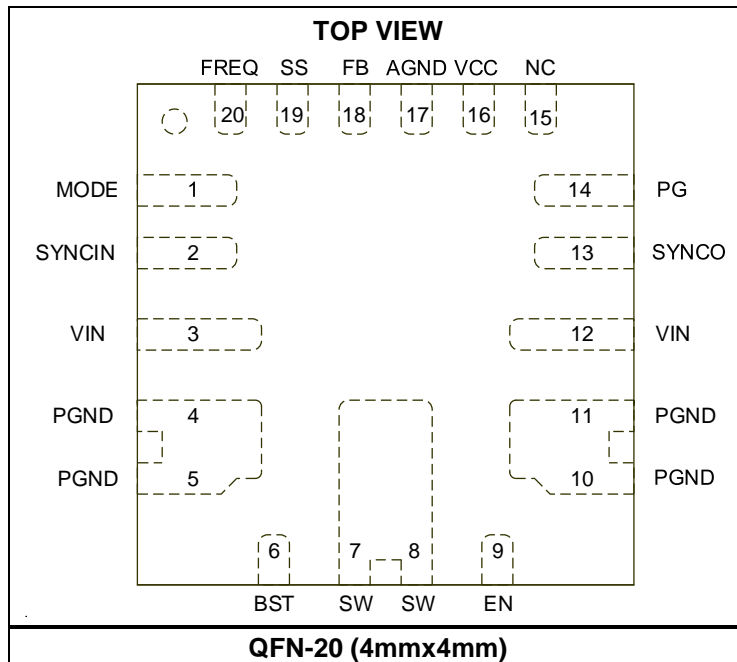 TOP VIEW
FREQ SS FB AGND VCC NC
20 19 18 17 16 15
MODE 1 14 PG
SYNCIN 2 13 SYNCO
VIN 3 12 VIN
PGND 4 11 PGND
PGND 5 10 PGND
6 7 8 9
BST SW SW EN
QFN-20 (4mmx4mm)